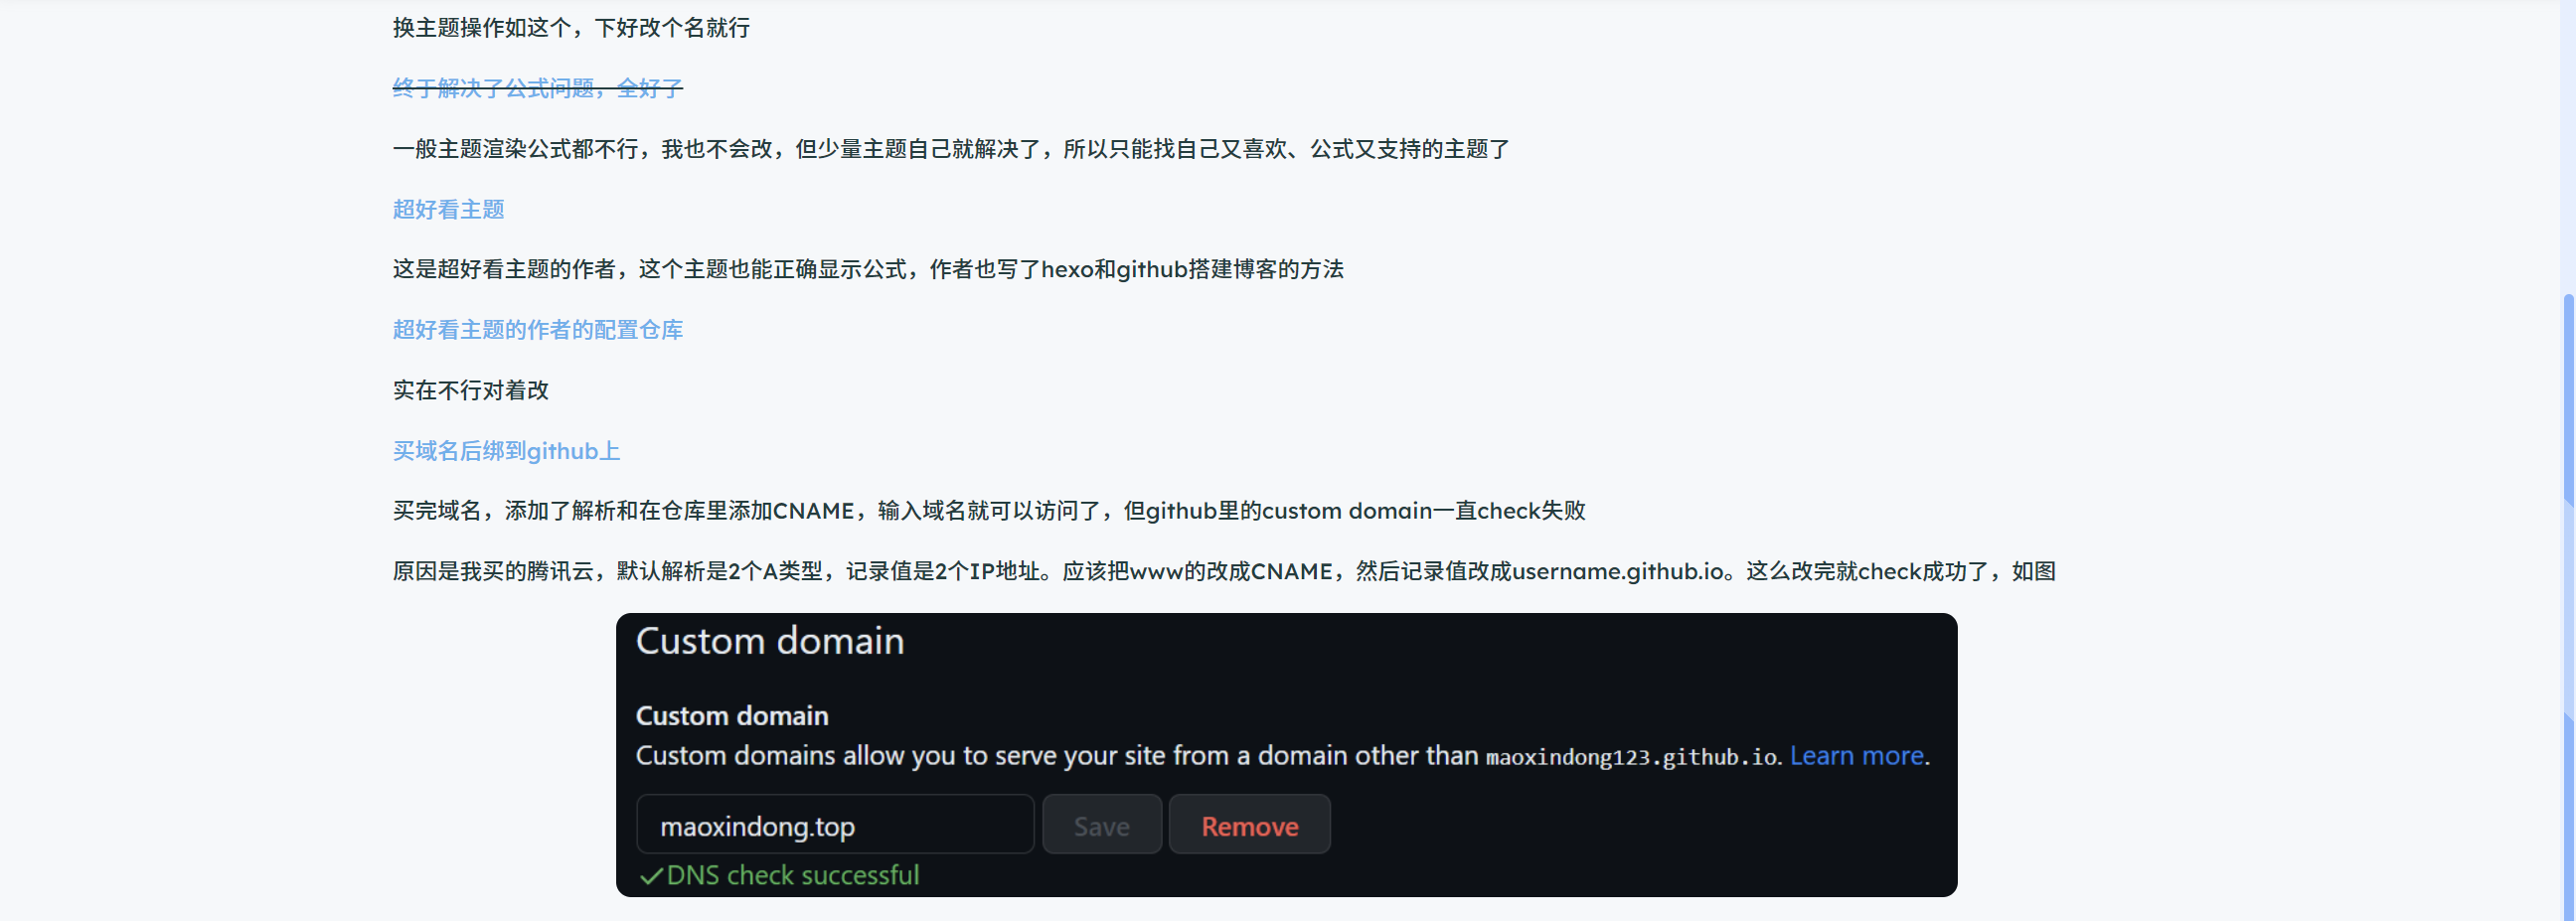 换主题操作如这个，下好改个名就行
终于解决了公式问题，全好了
一般主题渲染公式都不行，我也不会改，但少量主题自己就解决了，所以只能找自己又喜欢、公式又支持的主题了
超好看主题
这是超好看主题的作者，这个主题也能正确显示公式，作者也写了hexo和github搭建博客的方法
超好看主题的作者的配置仓库
实在不行对着改
买域名后绑到github上
买完域名，添加了解析和在仓库里添加CNAME，输入域名就可以访问了，但github里的custom domain一直check失败
原因是我买的腾讯云，默认解析是2个A类型，记录值是2个IP地址。应该把www的改成CNAME，然后记录值改成username.github.io。这么改完就check成功了，如图
Custom domain
Custom domain
Custom domains allow you to serve your site from a domain other than maoxindong123.github.io. Learn more.
maoxindong.top Save Remove
✓DNS check successful